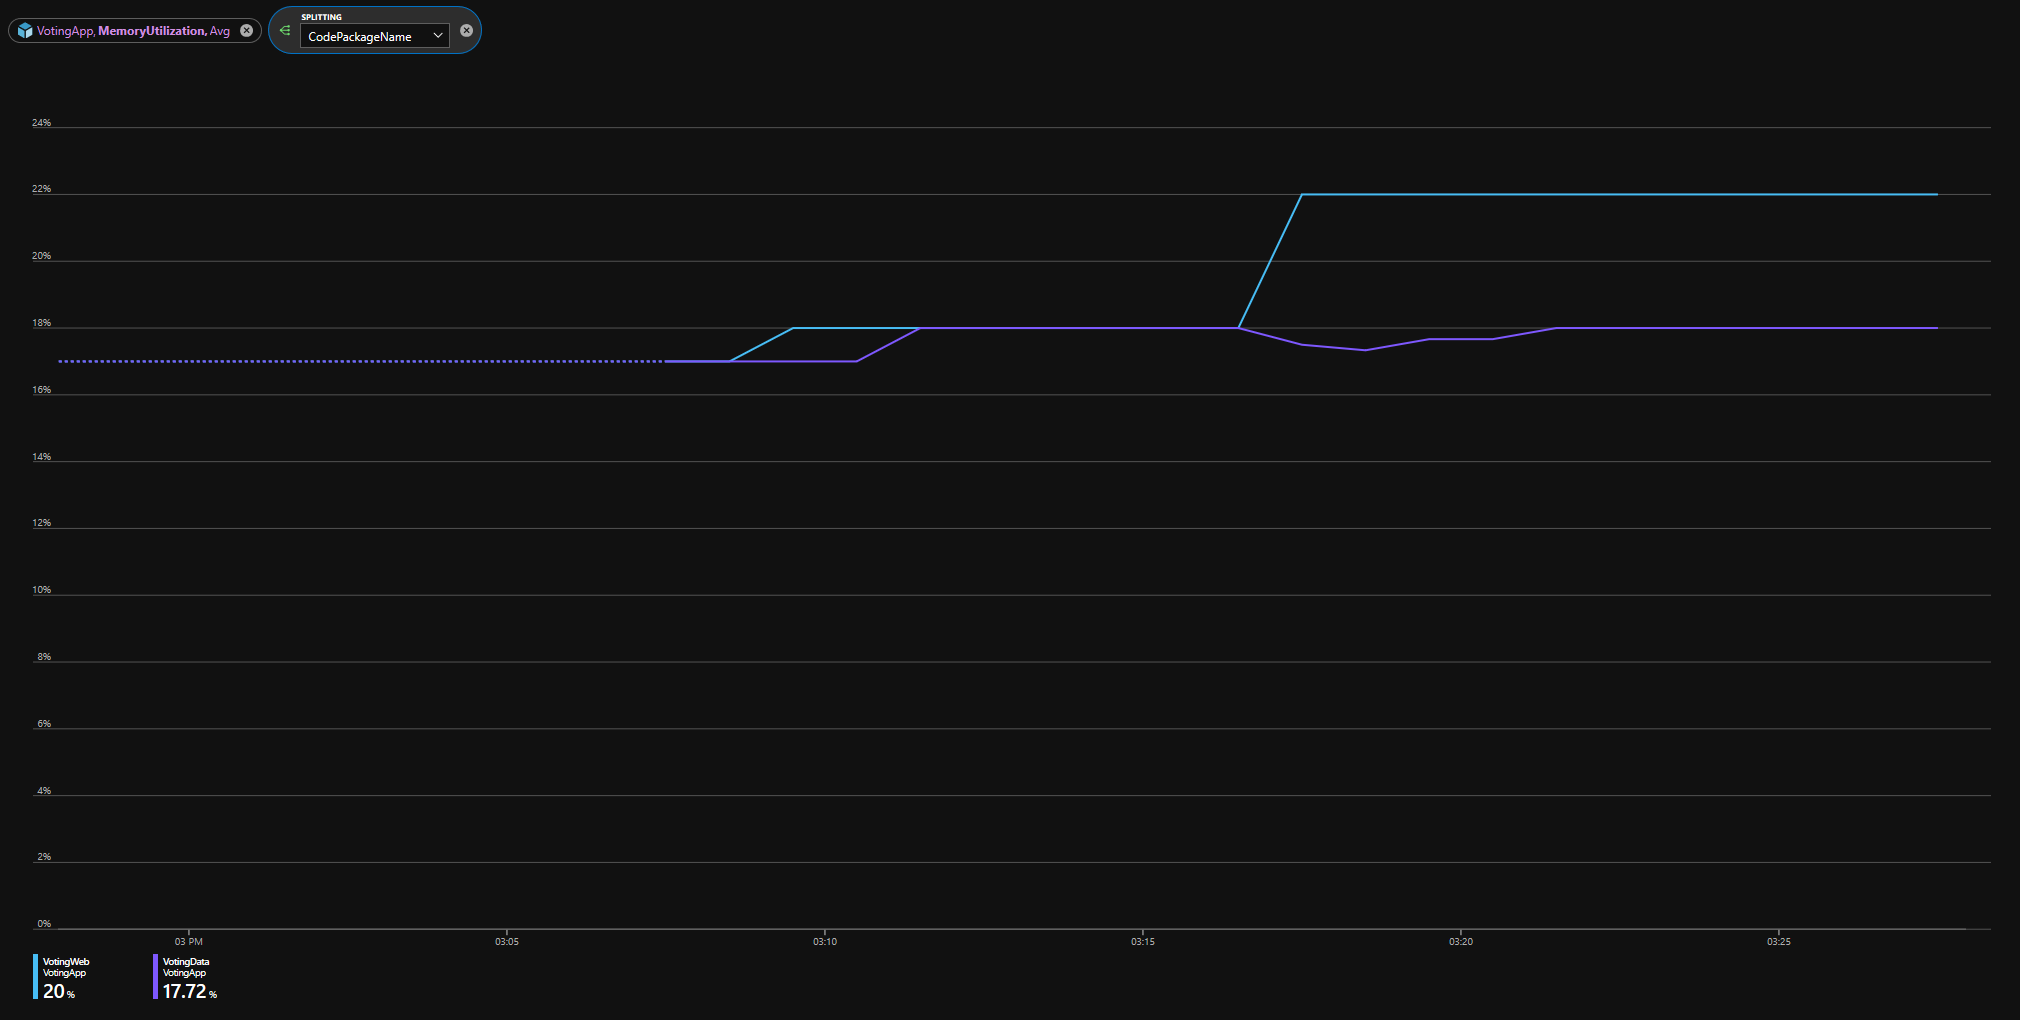 SPLITTING
VotingApp, MemoryUtilization, Avg
CodePackageName
24%
22%
20%
18%
16%
14%
12%
10%
8%
6%
4%
2%
0%
03 PM 03:05 03:10 03:15 03:20 03:25
VotingWeb
VotingApp
20 %
VotingData
VotingApp
17.72 %